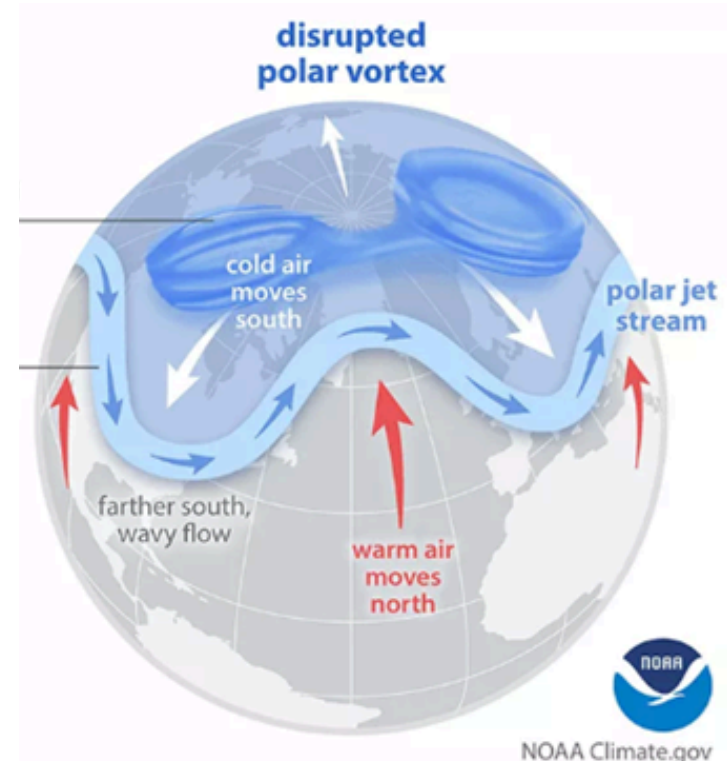 disrupted
polar vortex
cold air
moves
south
polar jet
stream
farther south,
wavy flow
warm air
moves
north
NOAA
NOAA Climate.gov